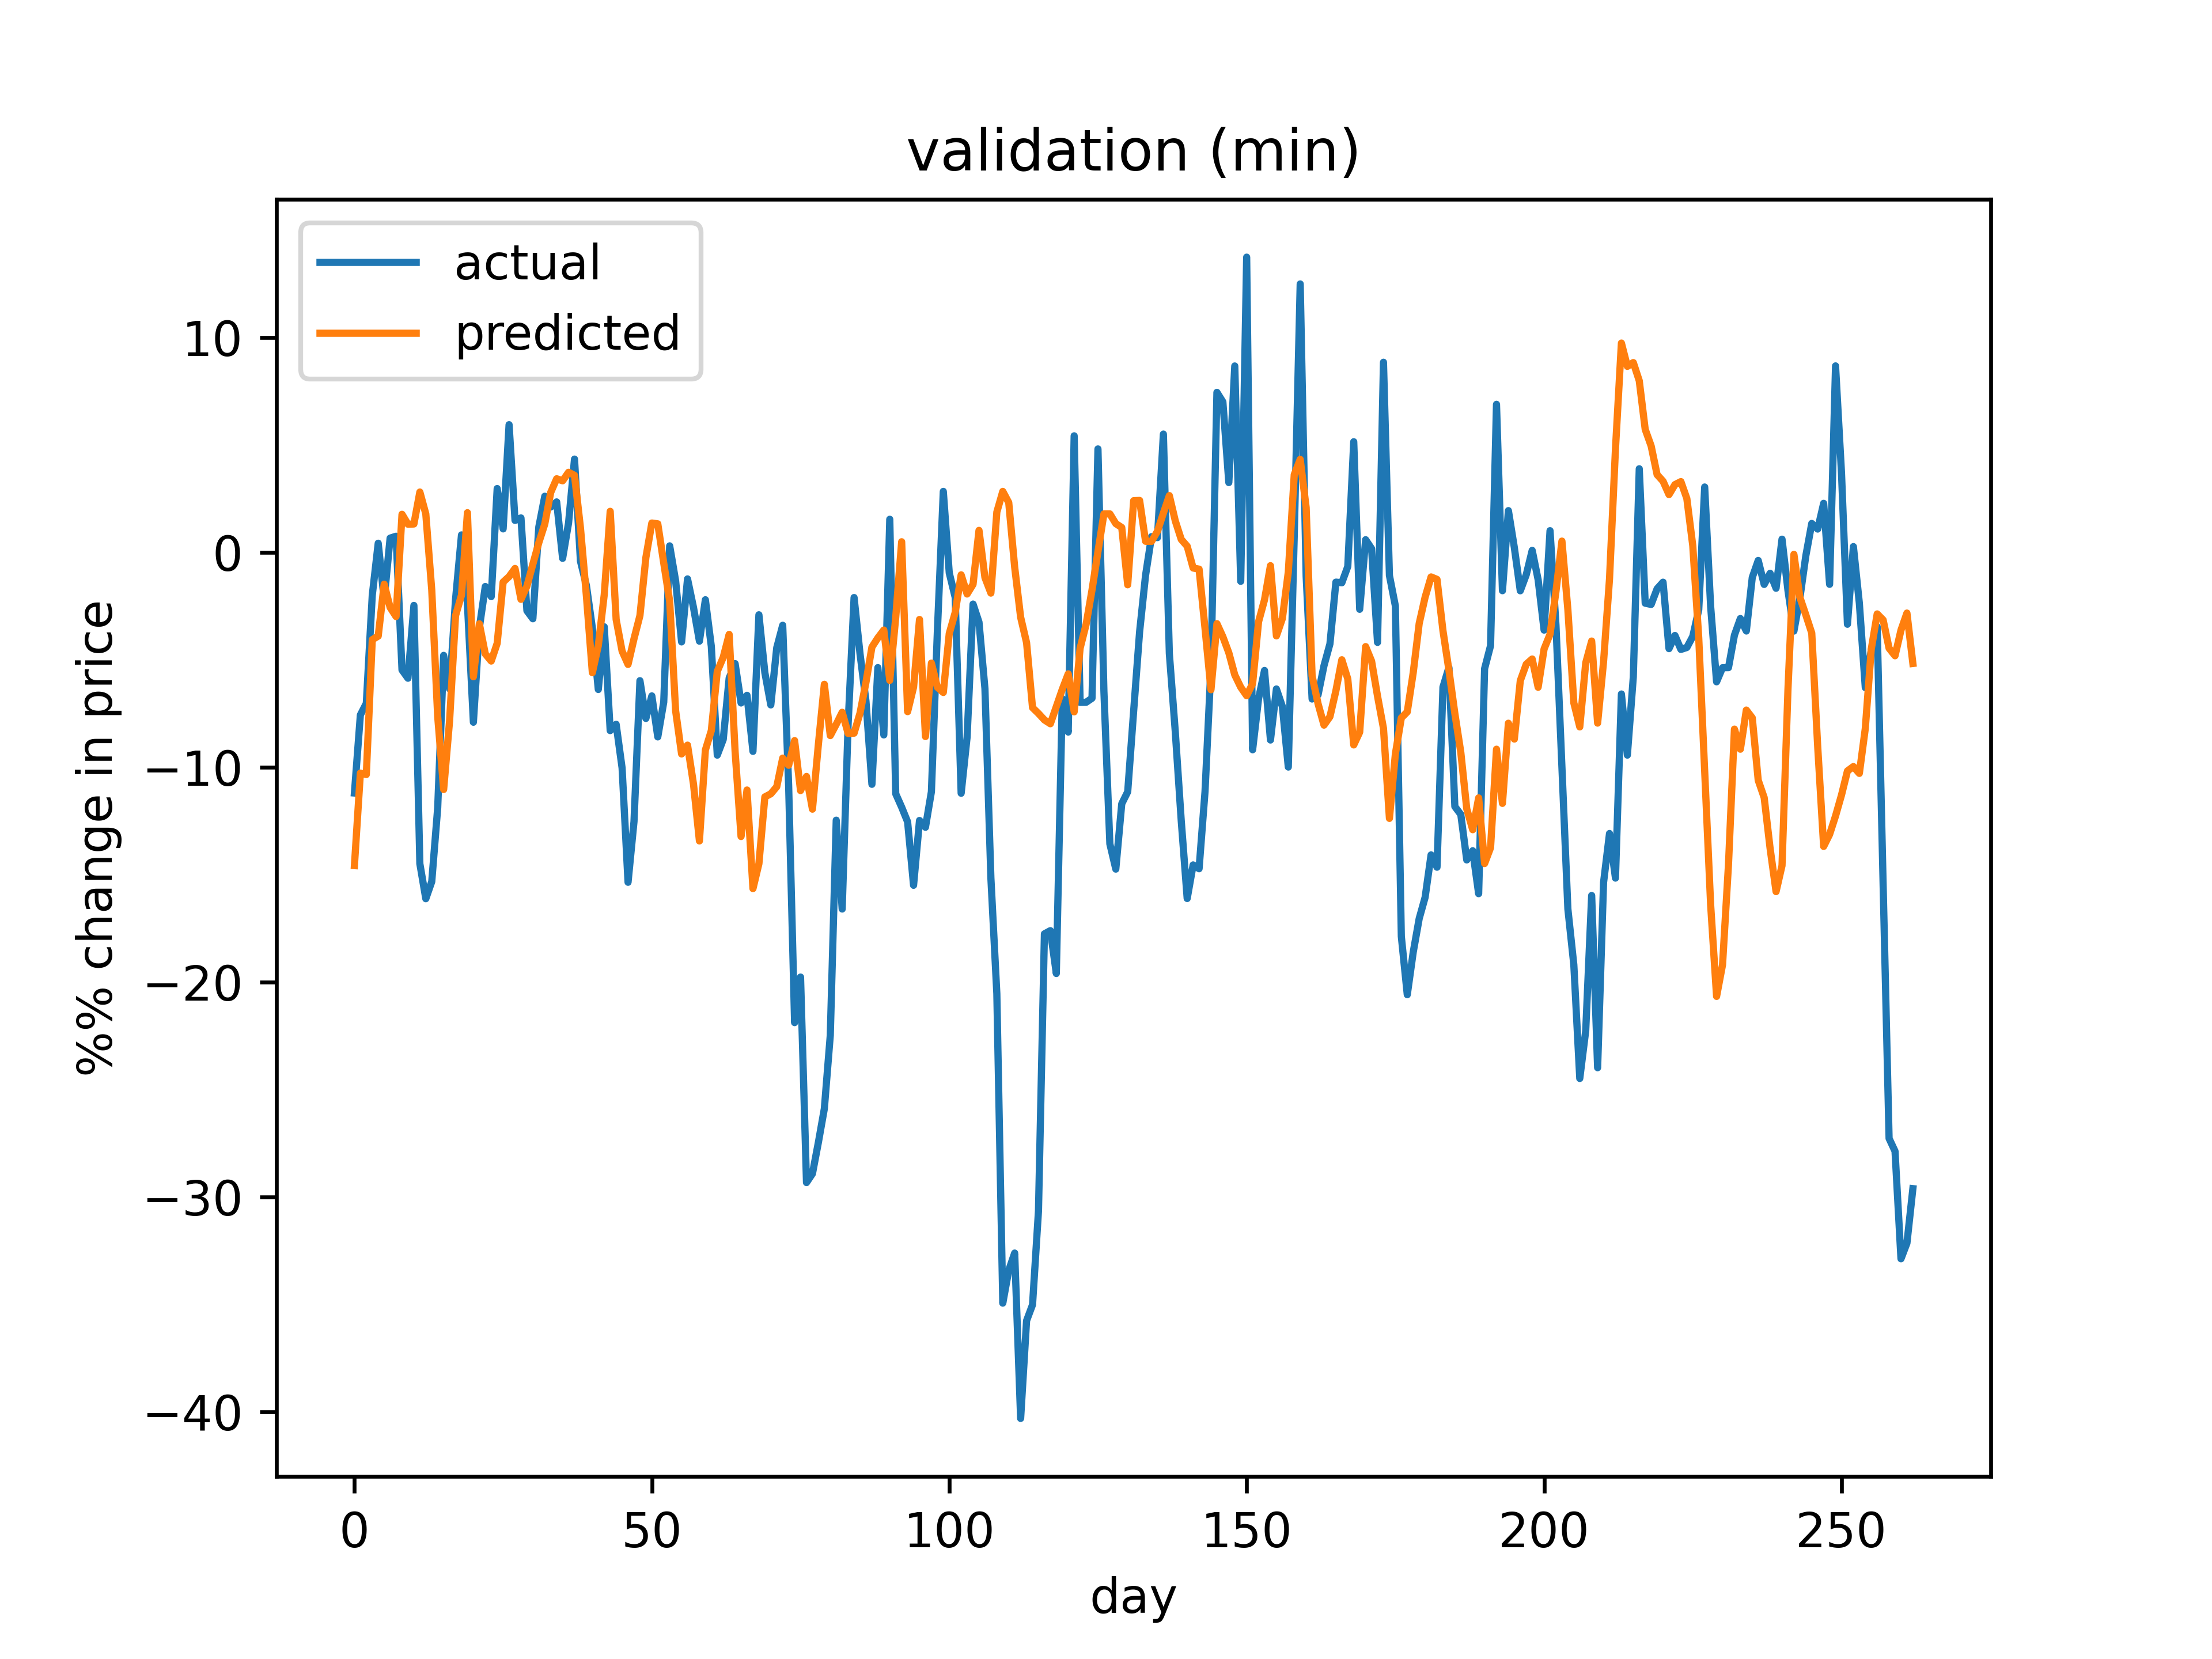 validation (min)
actual
predicted
%% change in price
10
0
−10
−20
−30
−40
0 50 100 150 200 250
day